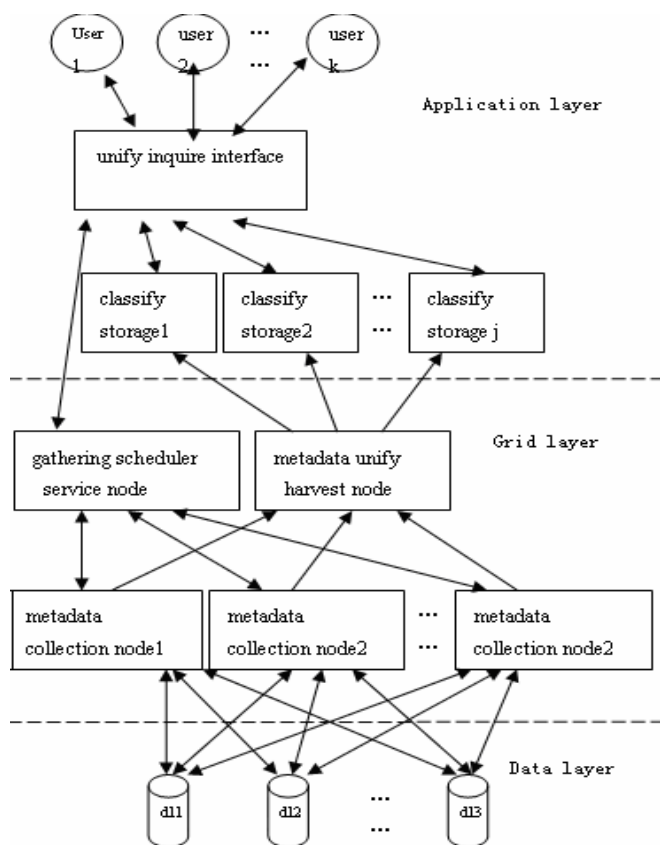 User user ... user
1 2 ... k
Application layer
unify inquire interface
classify classify ... classify
storage1 storage2 ... storage j
Grid layer
gathering scheduler metadata unify
service node harvest node
metadata metadata ... metadata
collection node1 collection node2 ... collection node2
Data layer
dl1 dl2 ... dl3
...